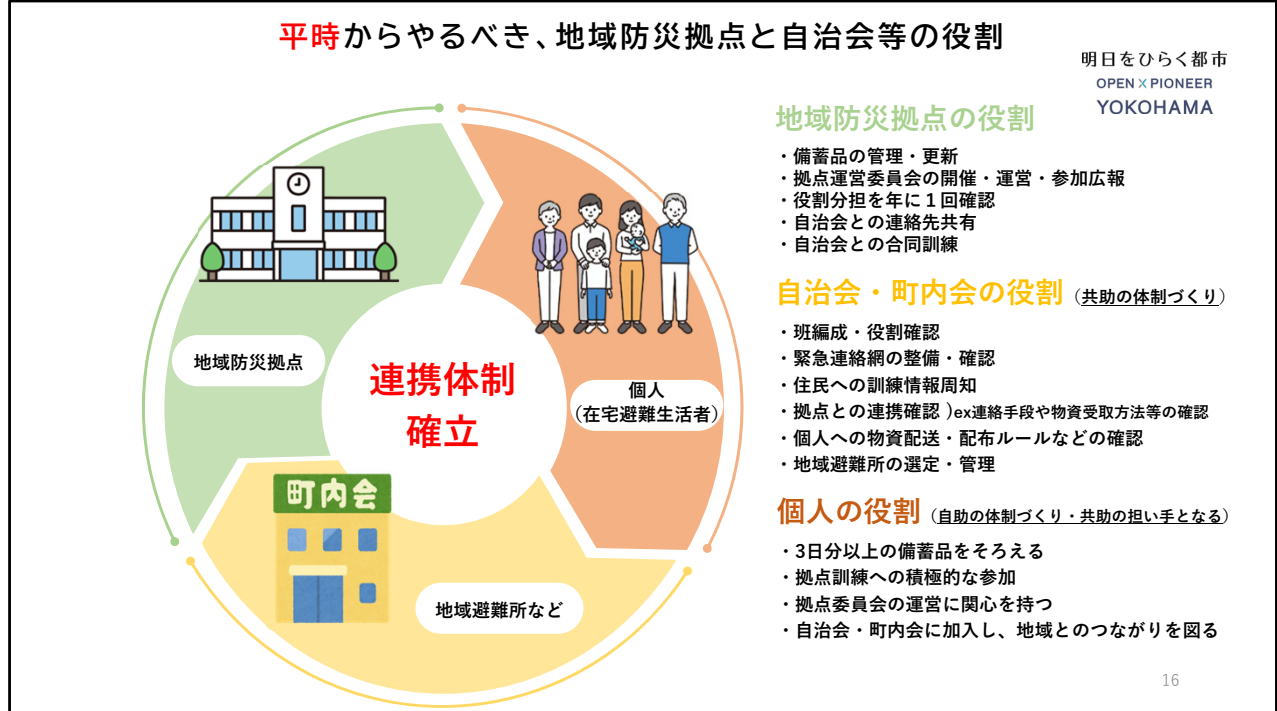 平時からやるべき、地域防災拠点と自治会等の役割
明日をひらく都市
OPEN X PIONEER
YOKOHAMA
地域防災拠点
個人
（在宅避難生活者）
連携体制
確立
町内会
地域避難所など
地域防災拠点の役割
・備蓄品の管理・更新
・拠点運営委員会の開催・運営・参加広報
・役割分担を年に１回確認
・自治会との連絡先共有
・自治会との合同訓練
自治会・町内会の役割（共助の体制づくり）
・班編成・役割確認
・緊急連絡網の整備・確認
・住民への訓練情報周知
・拠点との連携確認 )ex連絡手段や物資受取方法等の確認
・個人への物資配送・配布ルールなどの確認
・地域避難所の選定・管理
個人の役割（自助の体制づくり・共助の担い手となる）
・3日分以上の備蓄品をそろえる
・拠点訓練への積極的な参加
・拠点委員会の運営に関心を持つ
・自治会・町内会に加入し、地域とのつながりを図る
16